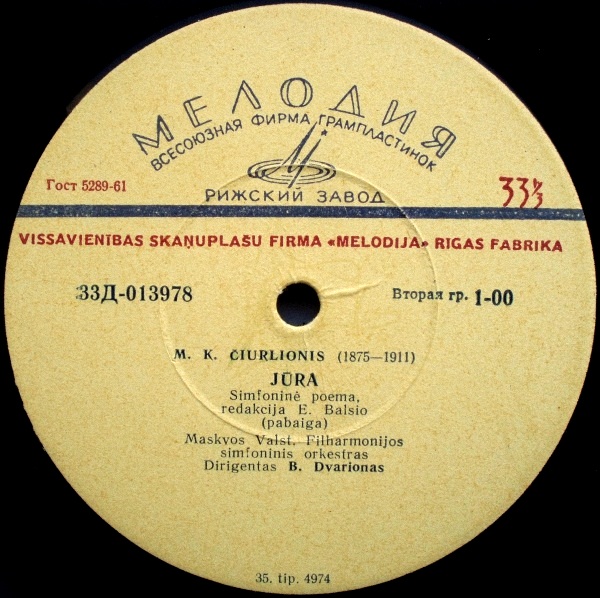 МЕЛОДИЯ
ВСЕСОЮЗНАЯ ФИРМА ГРАМПЛАСТИНОК
Гост 5289-61
РИЖСКИЙ ЗАВОД
33⅓
VISSAVIENĪBAS SKAŅUPLAŠU FIRMA «MELODIJA» RIGAS FABRIKA
33Д-013978
Вторая гр. 1-00
M. K. ČIURLIONIS (1875—1911)
JŪRA
Simfoninė poema,
redakcija E. Balsio
(pabaiga)
Maskvos Valst. Filharmonijos
simfoninis orkestras
Dirigentas B. Dvarionas
35. tip. 4974